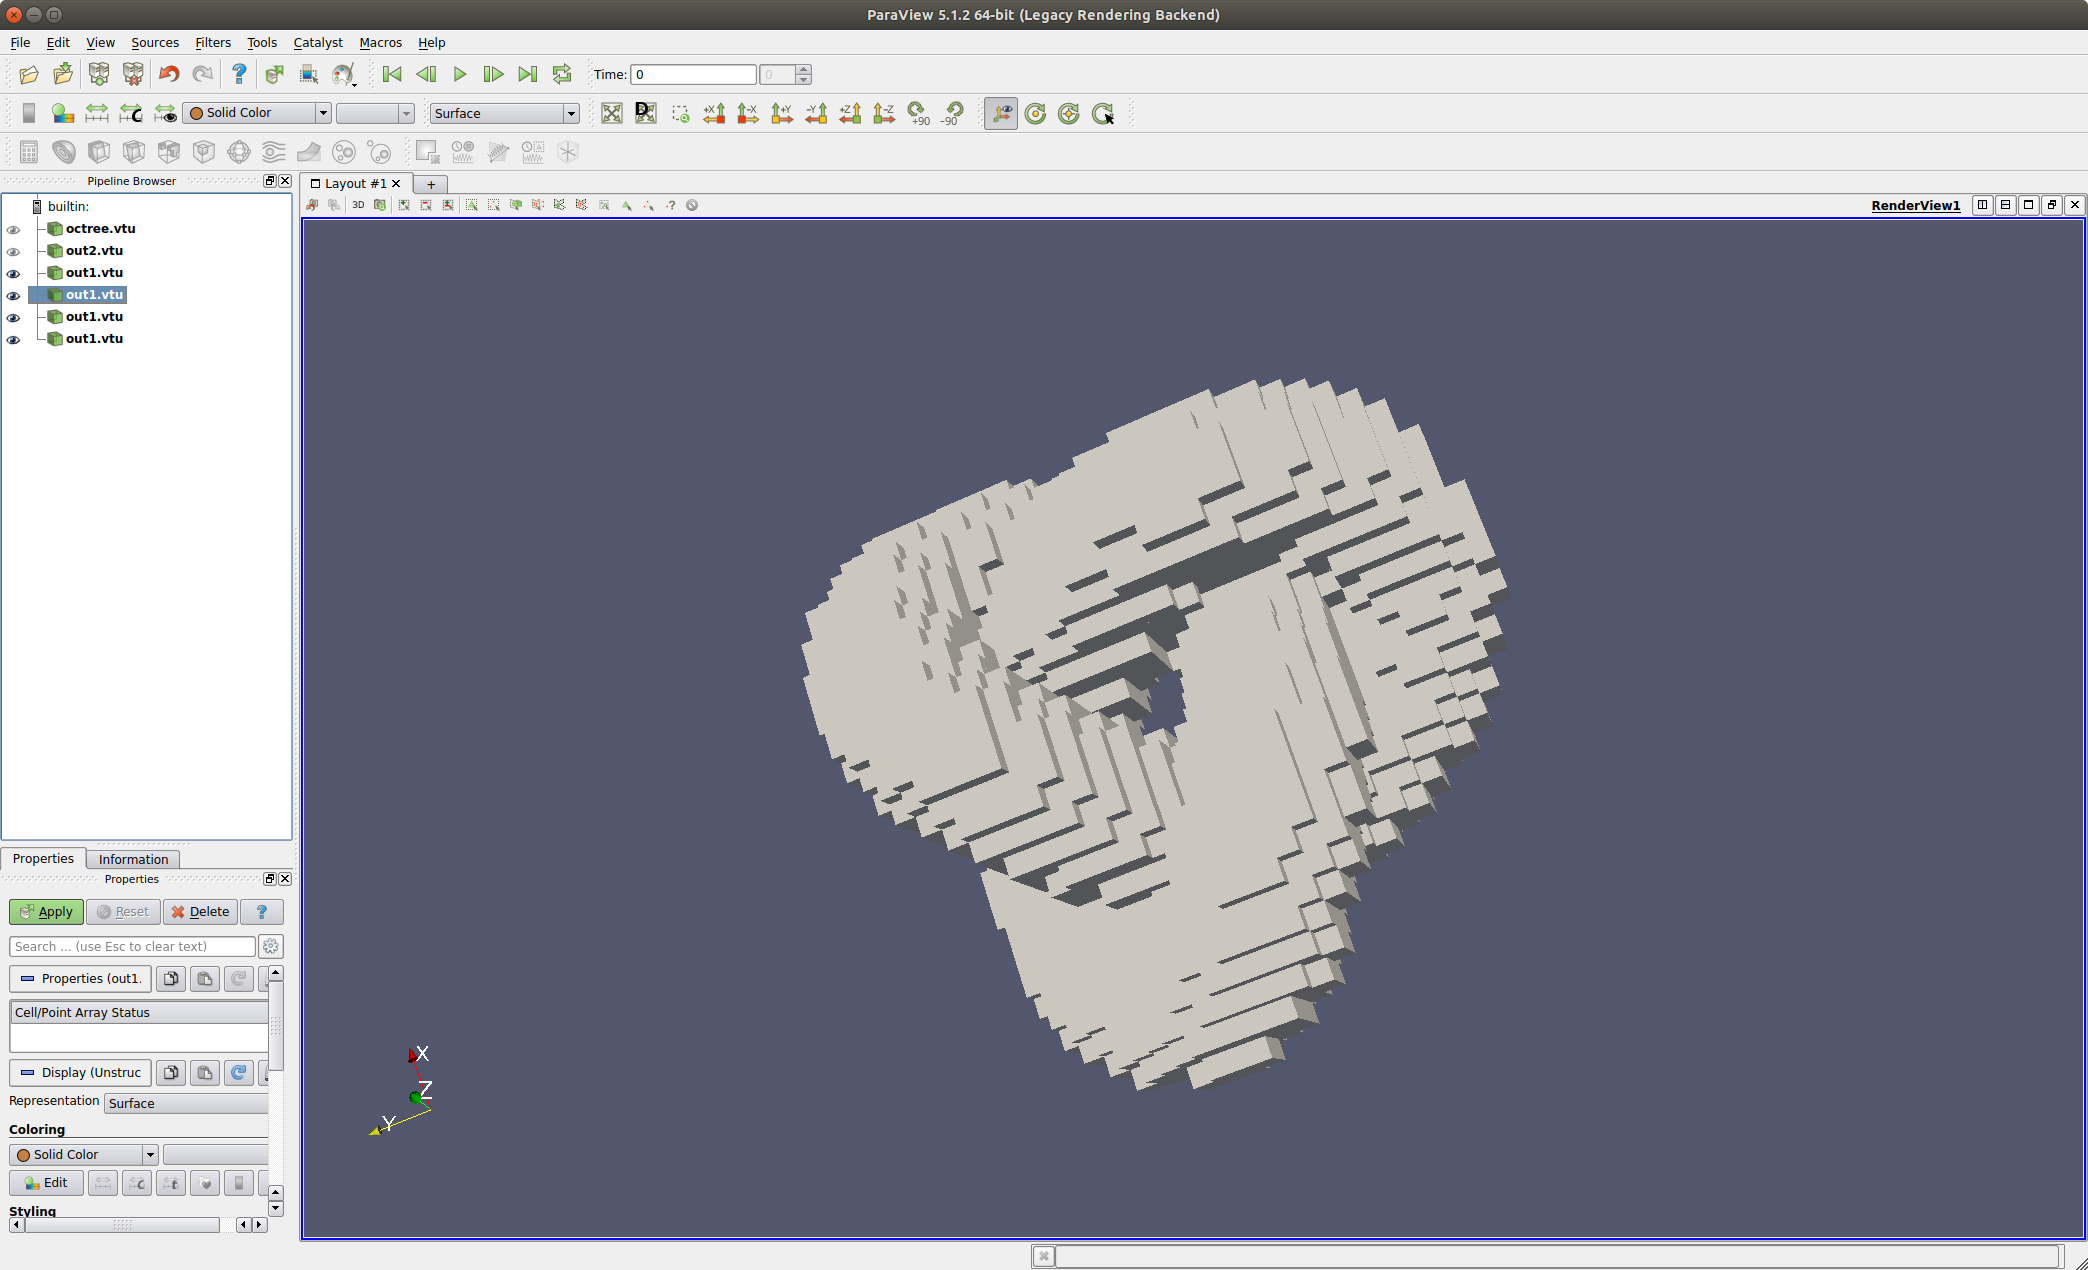 ParaView 5.1.2 64-bit (Legacy Rendering Backend)
File Edit View Sources Filters Tools Catalyst Macros Help
Time: 0 0
Solid Color Surface +X -X +Y -Y +Z -Z +90 -90
Pipeline Browser
Layout #1
builtin:
3D
RenderView1
octree.vtu
out2.vtu
out1.vtu
out1.vtu
out1.vtu
out1.vtu
Properties Information
Properties
Apply Reset Delete ?
Search ... (use Esc to clear text)
Properties (out1.
Cell/Point Array Status
Display (Unstruc
Representation Surface
Coloring
Solid Color
Edit
Styling
X
Z
Y